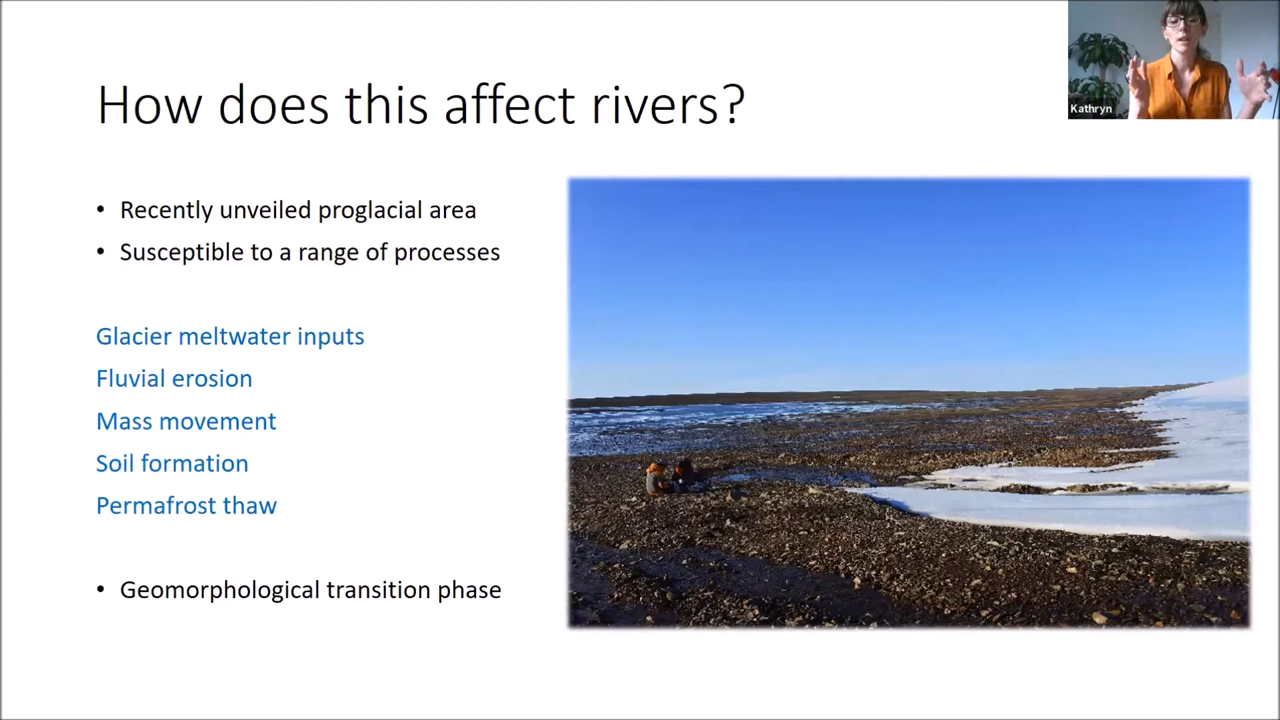 How does this affect rivers?
Kathryn
• Recently unveiled proglacial area
• Susceptible to a range of processes
Glacier meltwater inputs
Fluvial erosion
Mass movement
Soil formation
Permafrost thaw
• Geomorphological transition phase